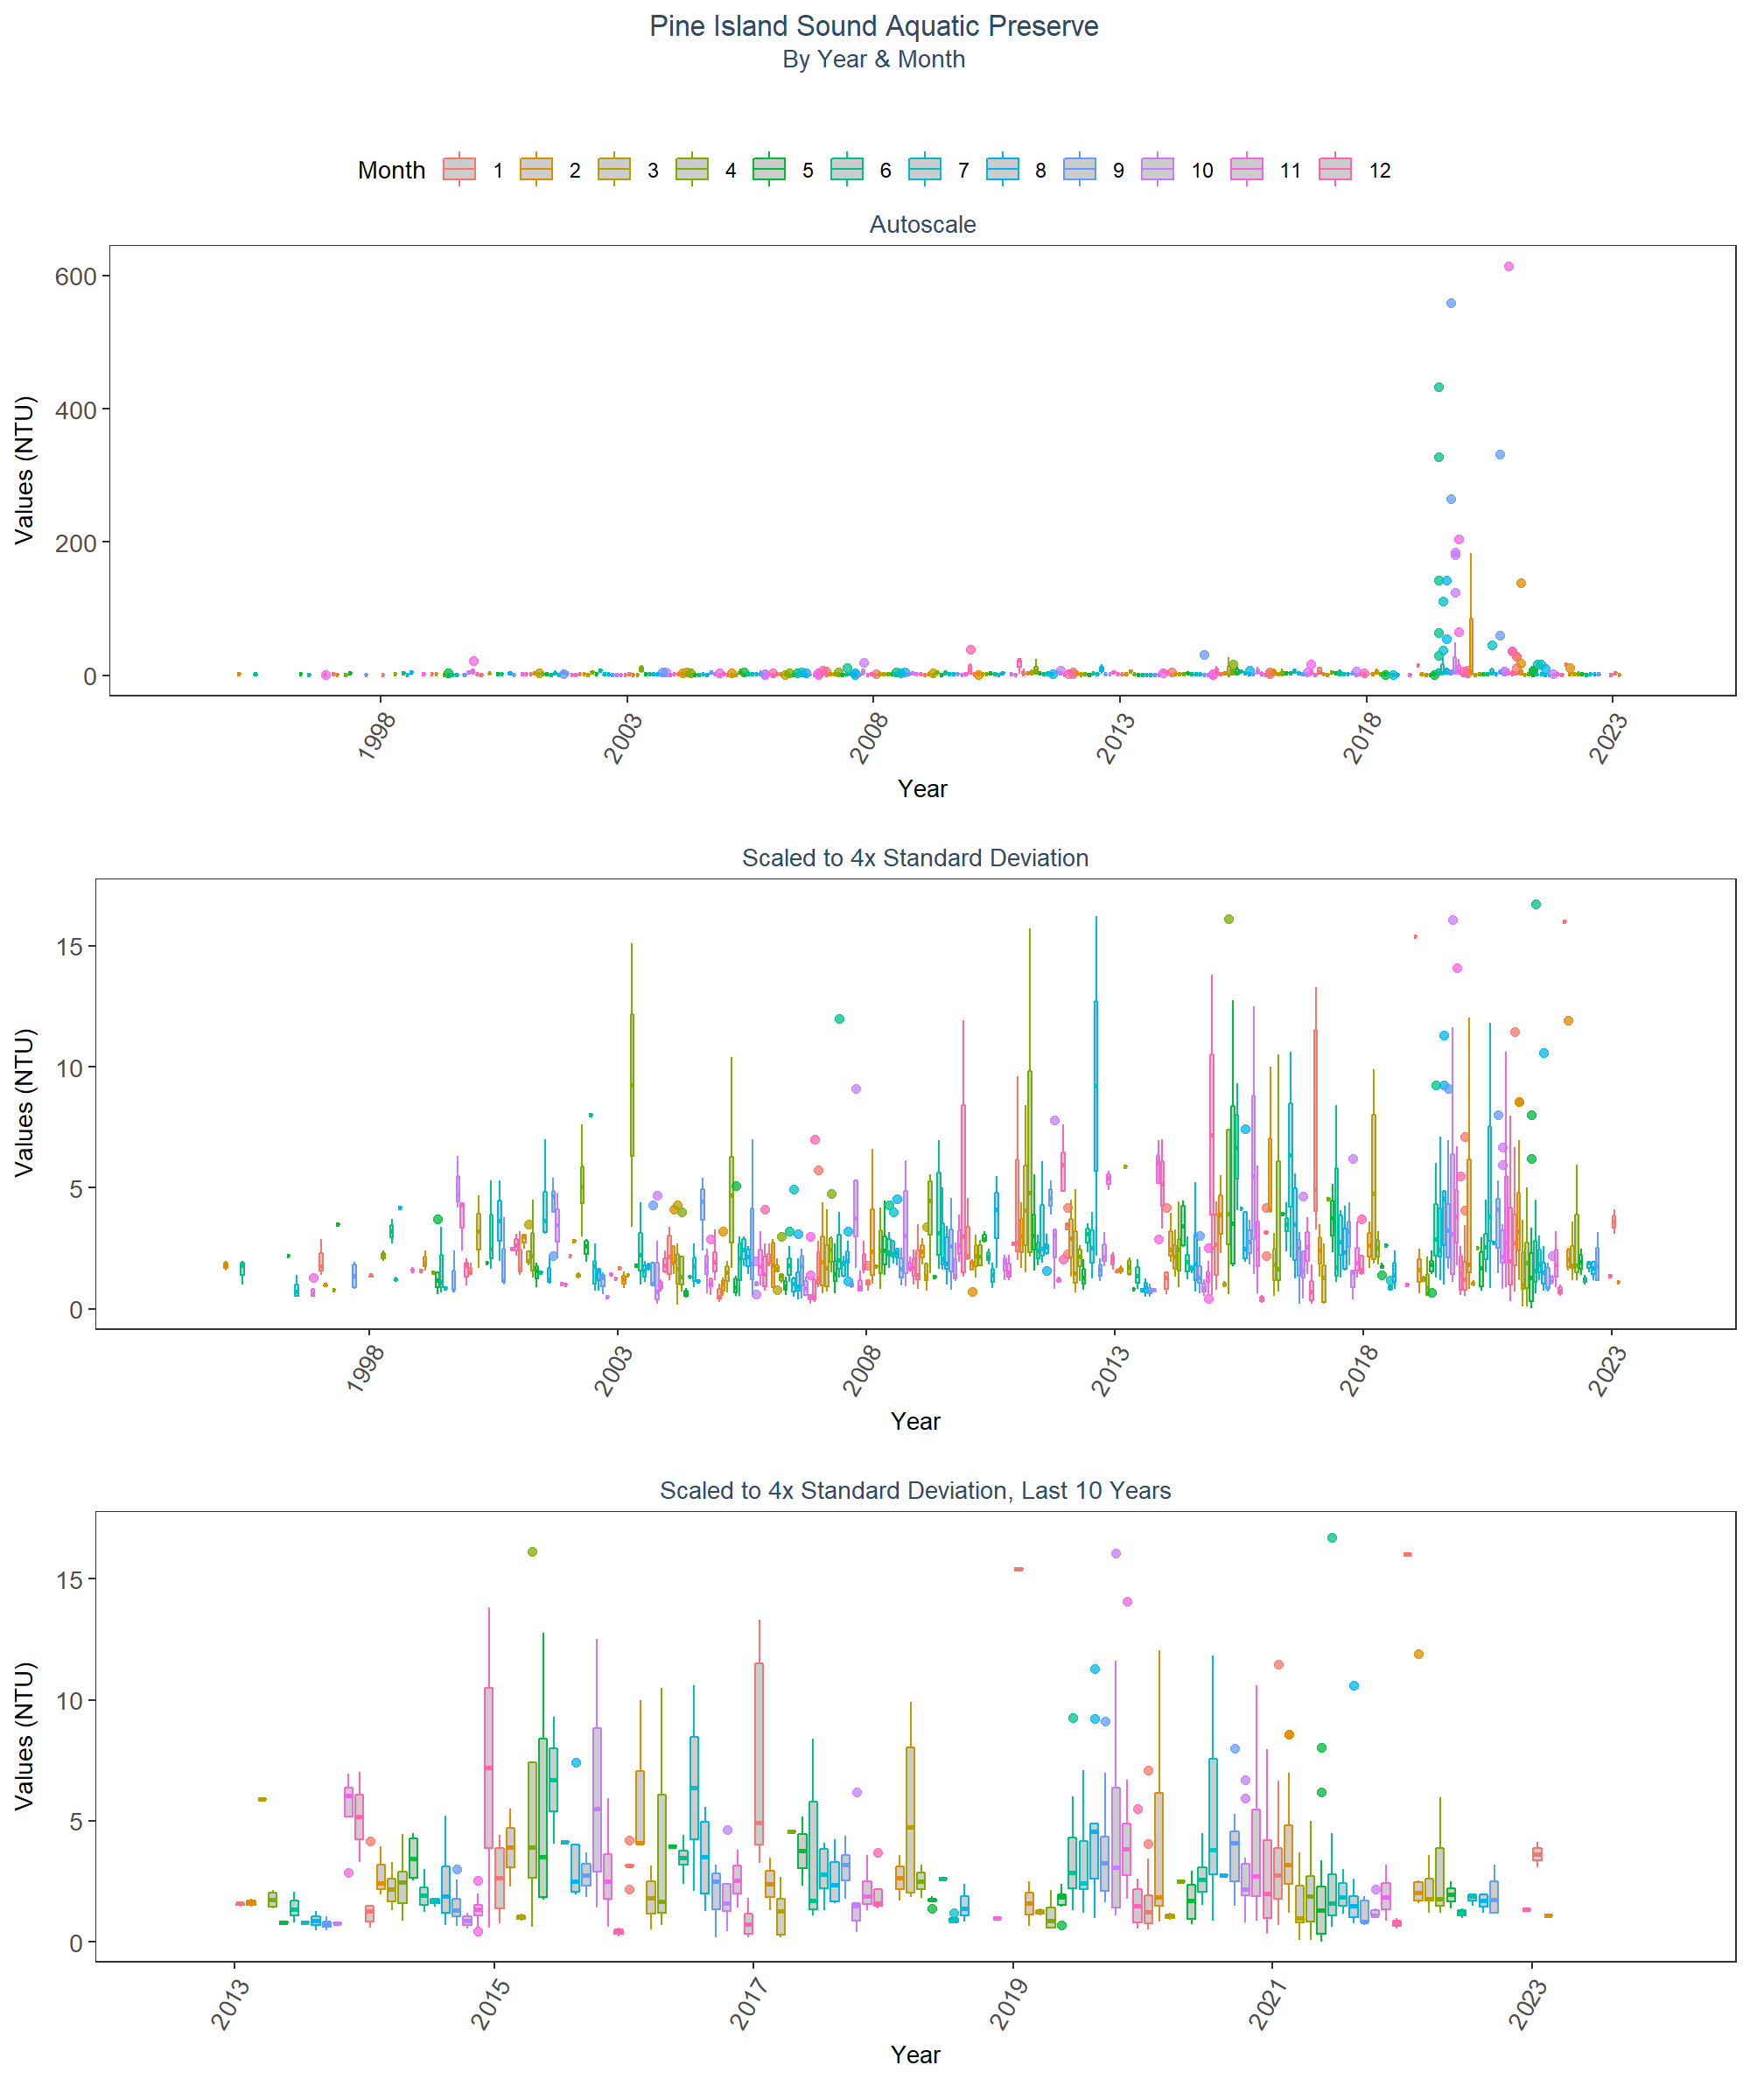 Pine Island Sound Aquatic Preserve
By Year & Month
Month 1 2 3 4 5 6 7 8 9 10 11 12
Autoscale
Values (NTU)
600
400
200
0
1998 2003 2008 2013 2018 2023
Year
Scaled to 4x Standard Deviation
Values (NTU)
15
10
5
0
1998 2003 2008 2013 2018 2023
Year
Scaled to 4x Standard Deviation, Last 10 Years
Values (NTU)
15
10
5
0
2013 2015 2017 2019 2021 2023
Year